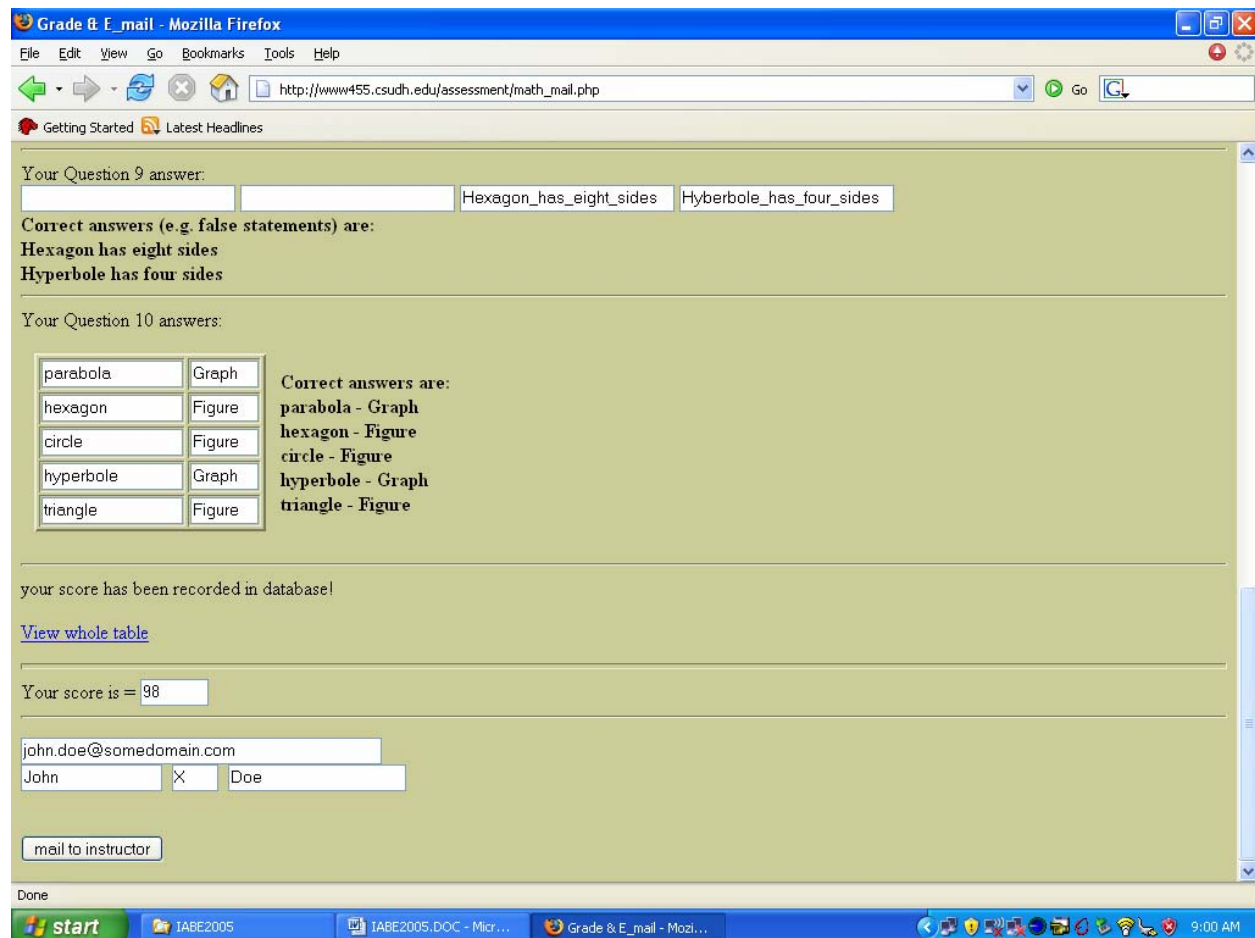 Grade & E_mail - Mozilla Firefox
File Edit View Go Bookmarks Tools Help
http://www455.csudh.edu/assessment/math_mail.php Go G
Getting Started Latest Headlines
Your Question 9 answer:
Hexagon_has_eight_sides Hyberbole_has_four_sides
Correct answers (e.g. false statements) are:
Hexagon has eight sides
Hyperbole has four sides
Your Question 10 answers:
parabola Graph
hexagon Figure
circle Figure
hyperbole Graph
triangle Figure
Correct answers are:
parabola - Graph
hexagon - Figure
circle - Figure
hyperbole - Graph
triangle - Figure
your score has been recorded in database!
View whole table
Your score is = 98
john.doe@somedomain.com
John X Doe
mail to instructor
Done
start IABE2005 IABE2005.DOC - Micr... Grade & E_mail - Mozi... 9:00 AM